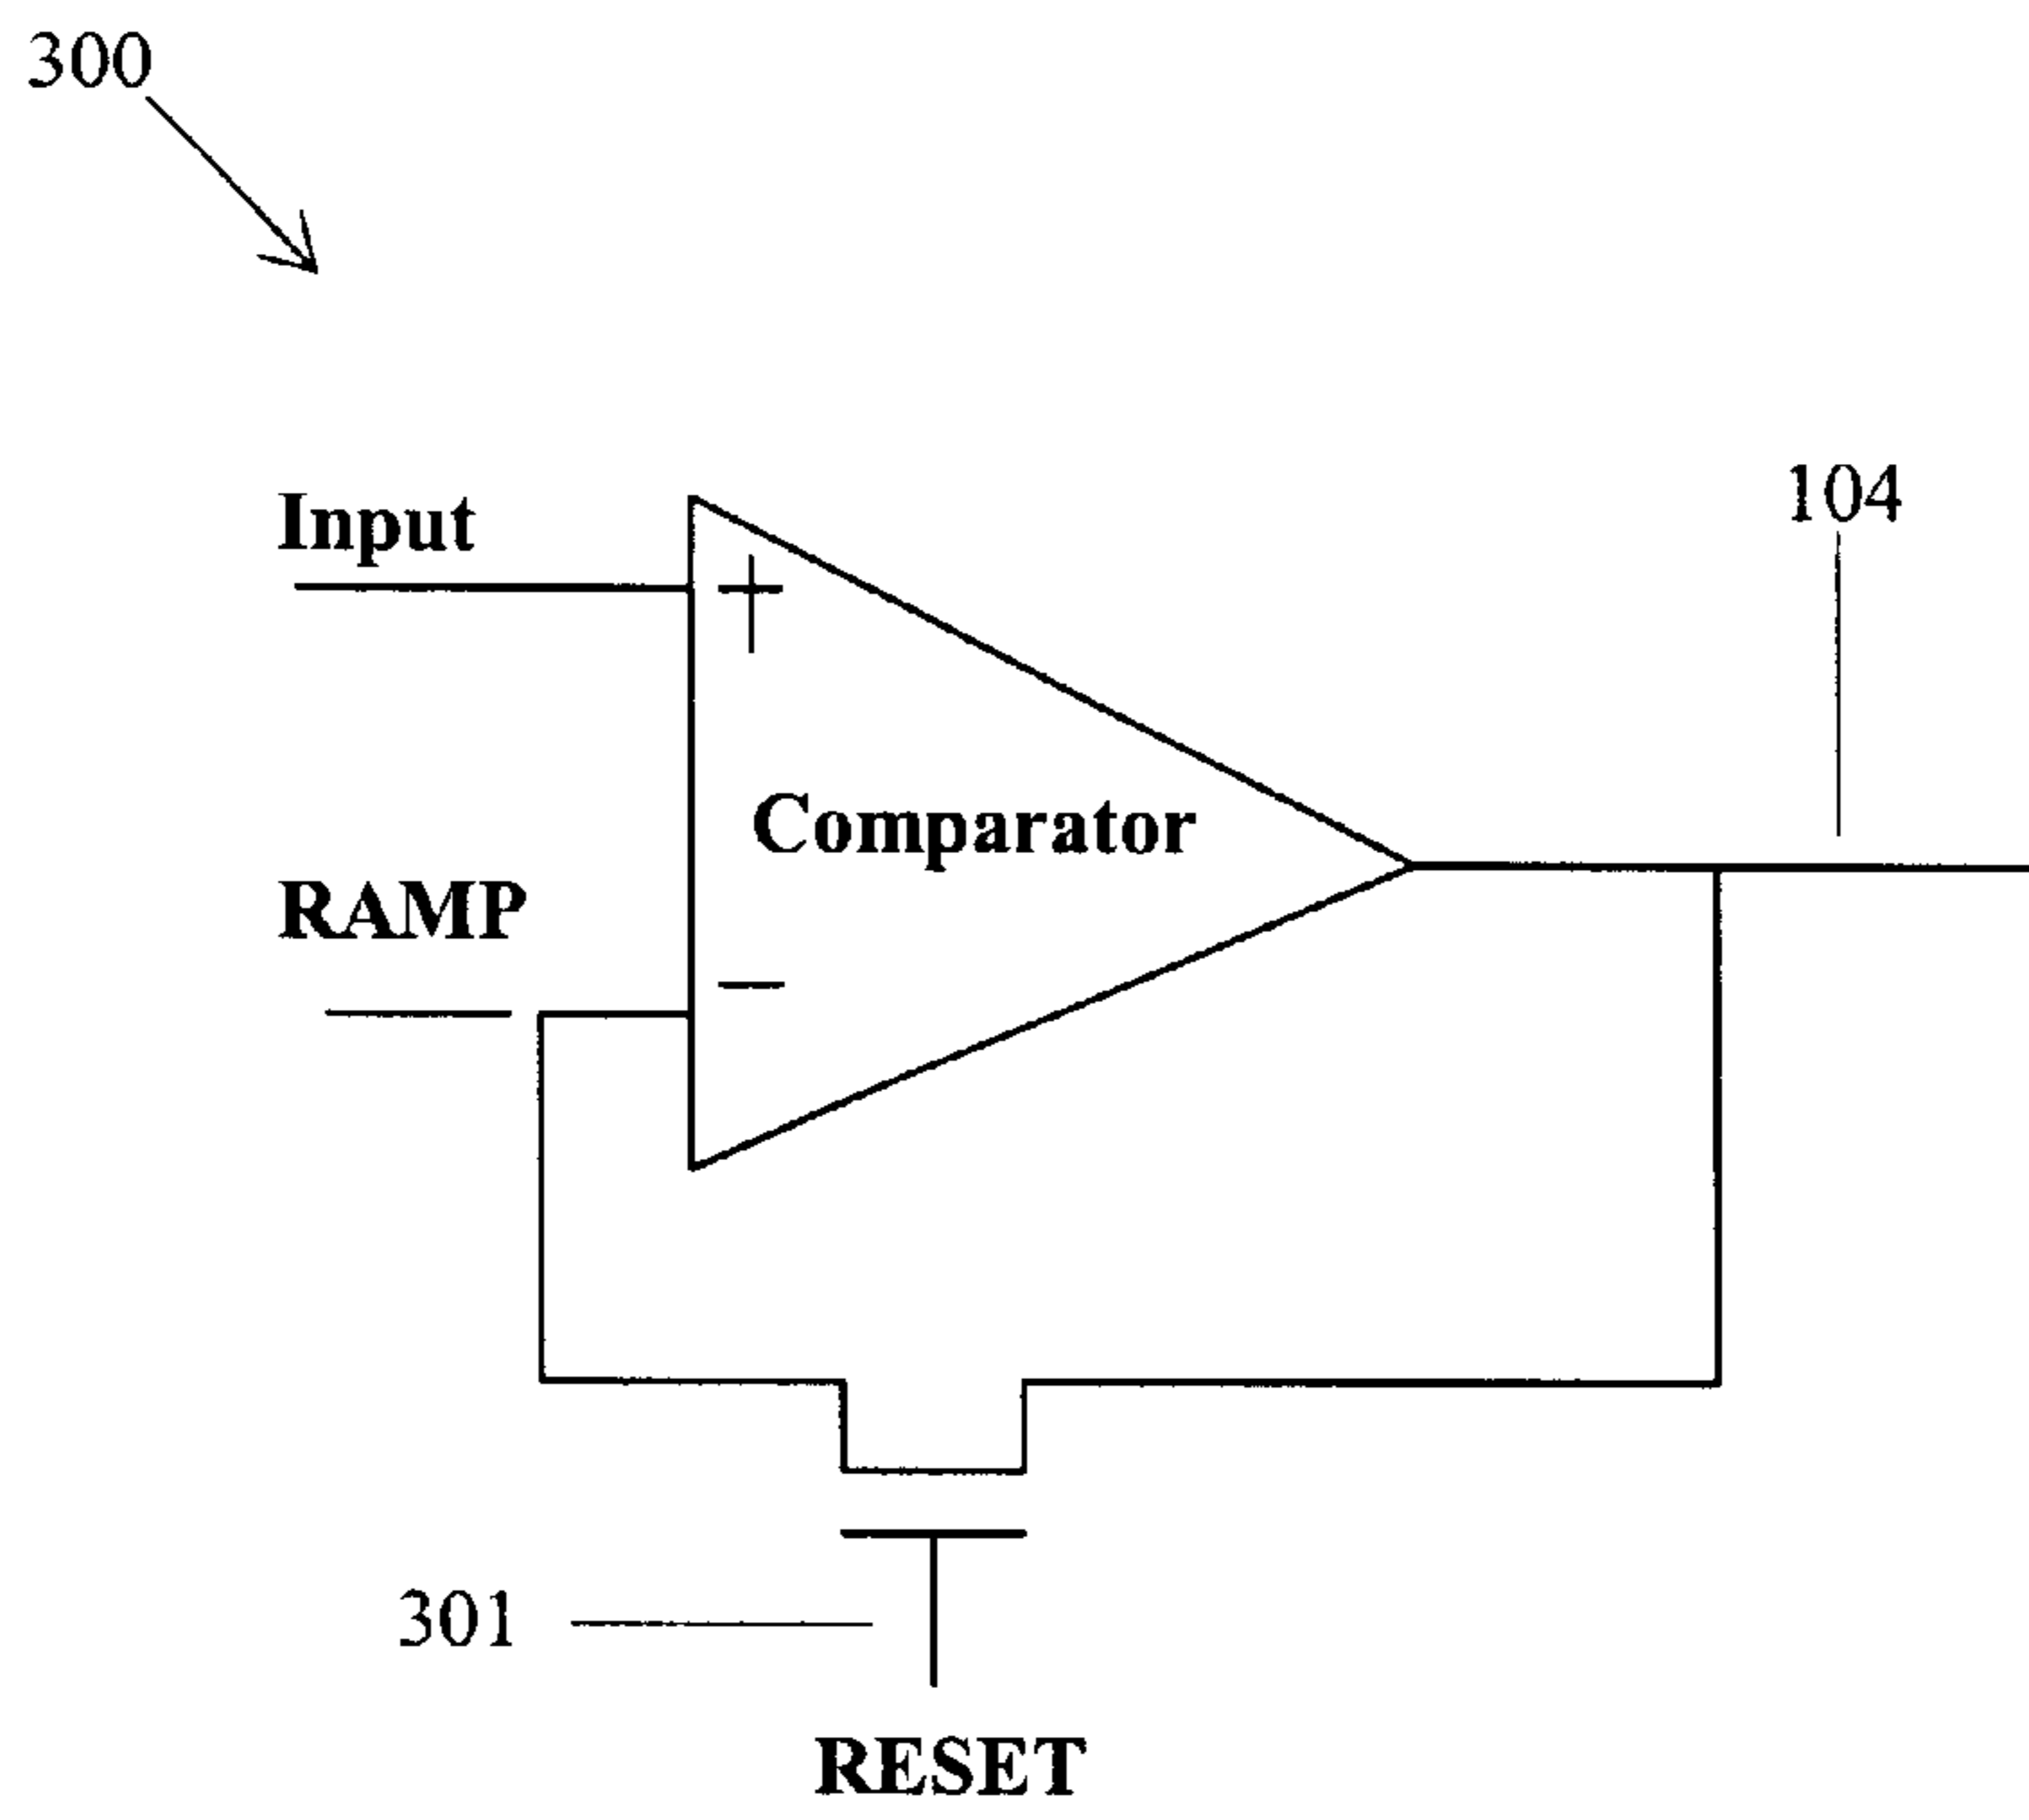 300
Input
104
+
Comparator
RAMP
−
301
RESET